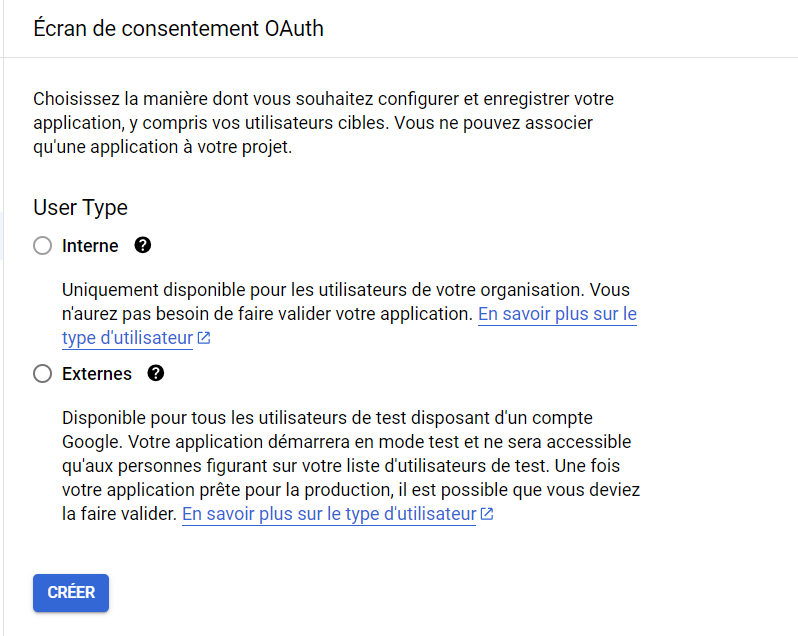 Écran de consentement OAuth
Choisissez la manière dont vous souhaitez configurer et enregistrer votre
application, y compris vos utilisateurs cibles. Vous ne pouvez associer
qu'une application à votre projet.
User Type
Interne
Uniquement disponible pour les utilisateurs de votre organisation. Vous
n'aurez pas besoin de faire valider votre application. En savoir plus sur le
type d'utilisateur
Externes
Disponible pour tous les utilisateurs de test disposant d'un compte
Google. Votre application démarrera en mode test et ne sera accessible
qu'aux personnes figurant sur votre liste d'utilisateurs de test. Une fois
votre application prête pour la production, il est possible que vous deviez
la faire valider. En savoir plus sur le type d'utilisateur
CRÉER